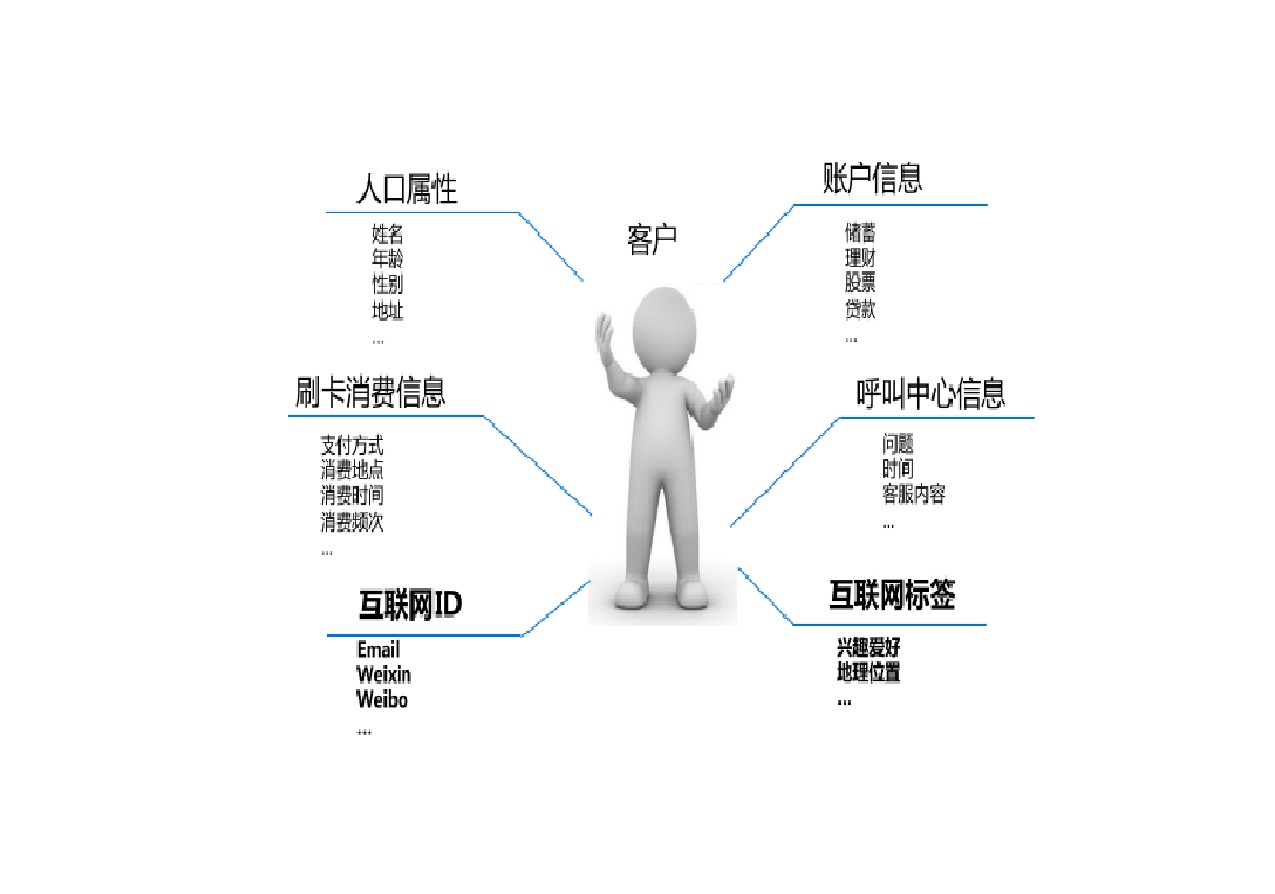 人口属性
姓名
年龄
性别
地址
...
客户
账户信息
储蓄
理财
股票
贷款
...
刷卡消费信息
支付方式
消费地点
消费时间
消费频次
...
呼叫中心信息
问题
时间
客服内容
...
互联网ID
Email
Weixin
Weibo
...
互联网标签
兴趣爱好
地理位置
...